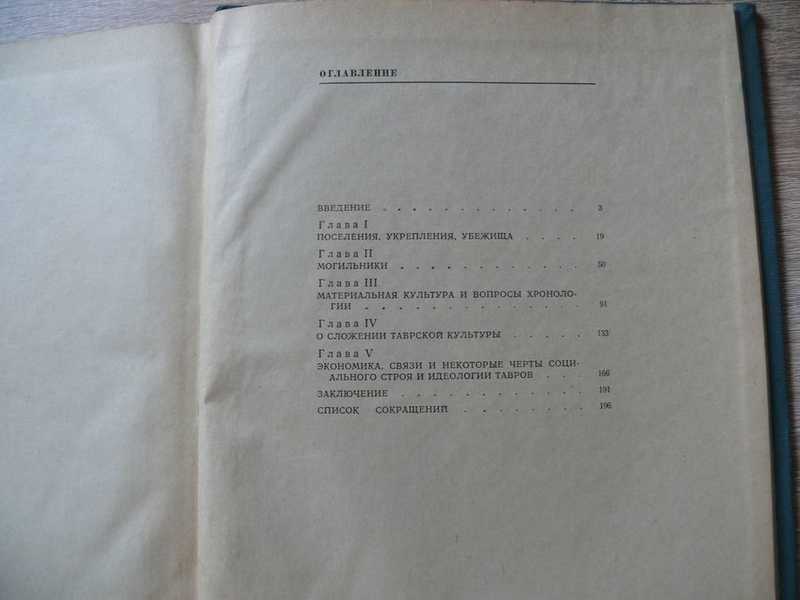 ОГЛАВЛЕНИЕ
ВВЕДЕНИЕ . . . . . . . . . . . . . 3
Глава I
ПОСЕЛЕНИЯ, УКРЕПЛЕНИЯ, УБЕЖИЩА . . . . 19
Глава II
МОГИЛЬНИКИ . . . . . . . . . . . . 50
Глава III
МАТЕРИАЛЬНАЯ КУЛЬТУРА И ВОПРОСЫ ХРОНОЛО-
ГИИ . . . . . . . . . . . . . . 91
Глава IV
О СЛОЖЕНИИ ТАВРСКОЙ КУЛЬТУРЫ . . . . . 133
Глава V
ЭКОНОМИКА, СВЯЗИ И НЕКОТОРЫЕ ЧЕРТЫ СОЦИ-
АЛЬНОГО СТРОЯ И ИДЕОЛОГИИ ТАВРОВ . . . 166
ЗАКЛЮЧЕНИЕ . . . . . . . . . . . . 191
СПИСОК СОКРАЩЕНИЙ . . . . . . . . 196